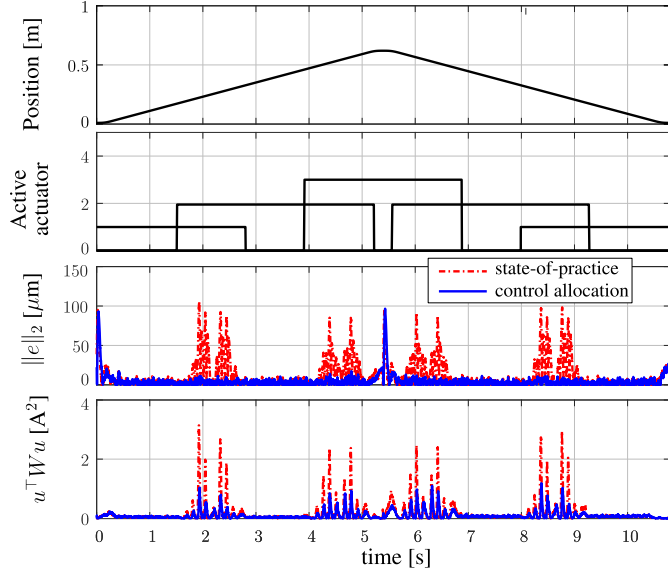 1
0.5
0
Position [m]
4
2
0
Active
actuator
150
100
50
0
||e||₂ [μm]
state-of-practice
control allocation
4
2
0
u⊤Wu [A²]
0 1 2 3 4 5 6 7 8 9 10
time [s]